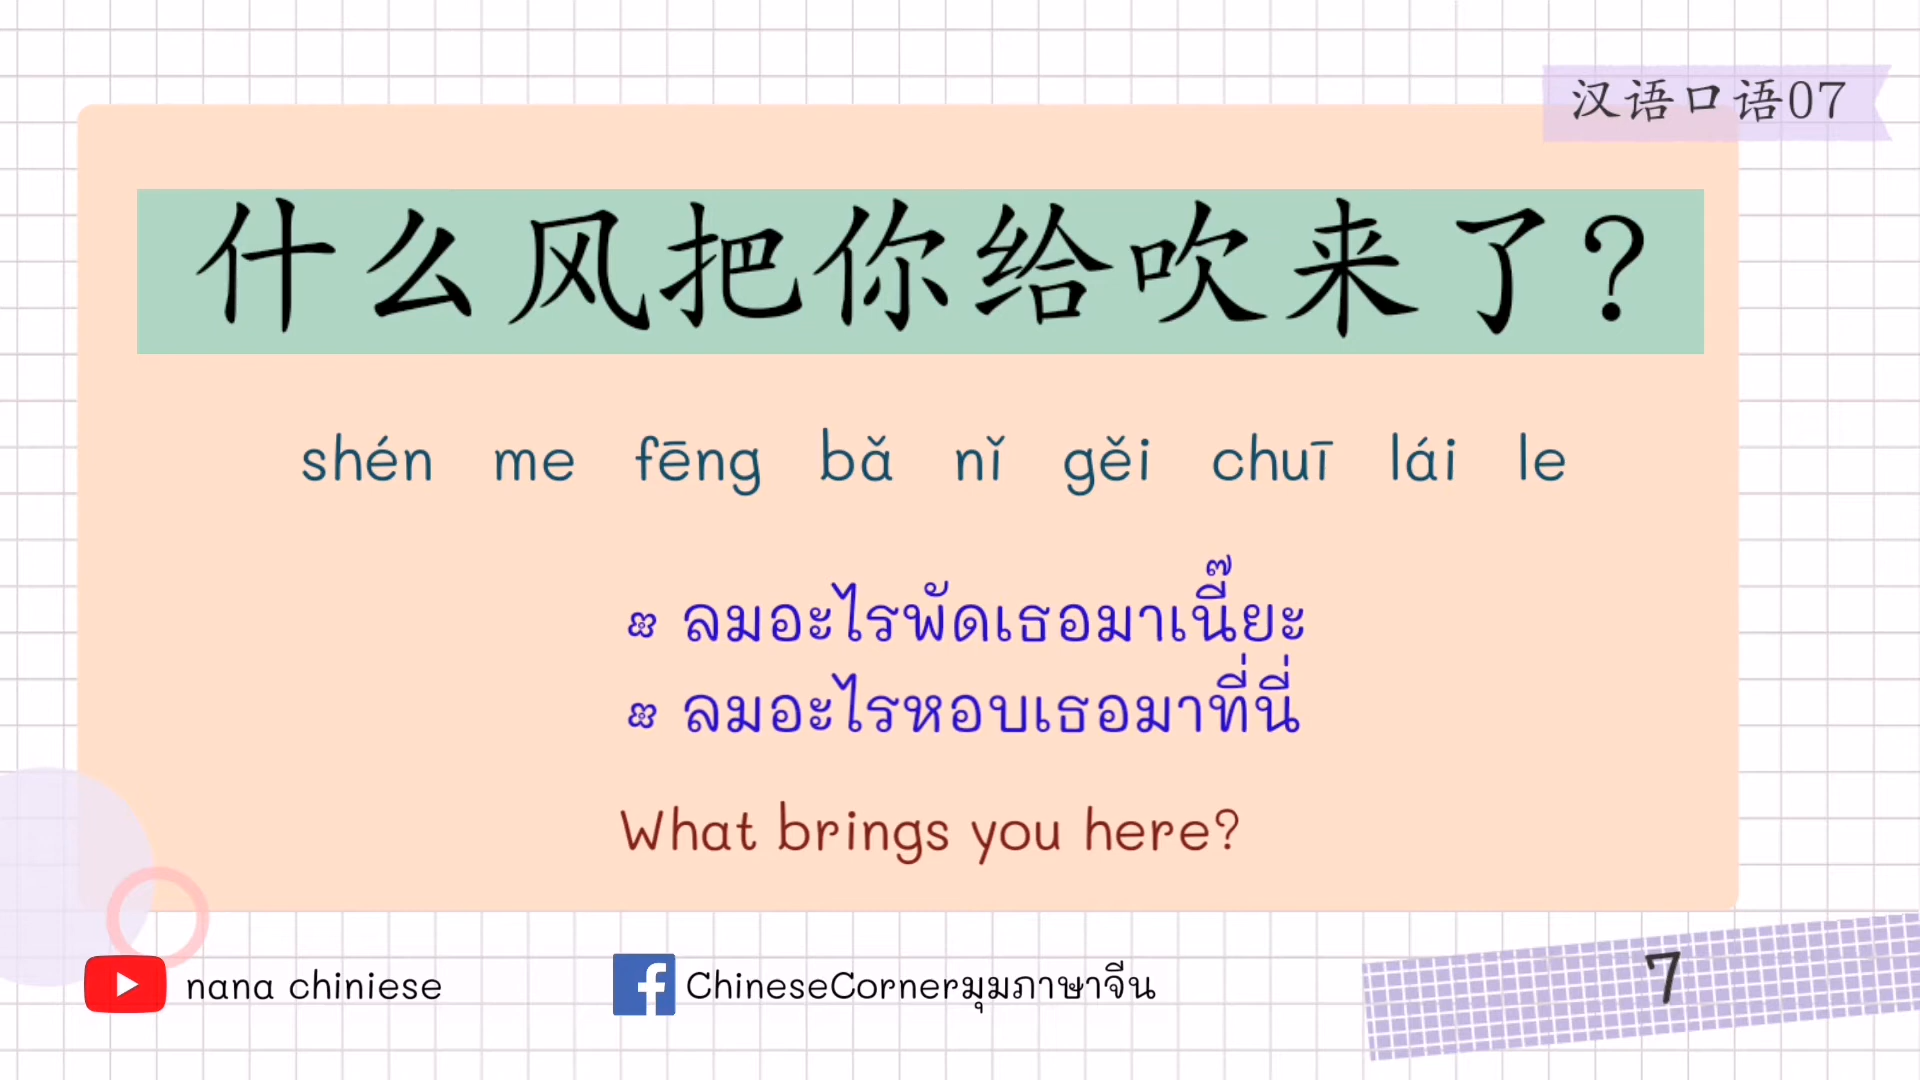 汉语口语07
什么风把你给吹来了?
shén me fēng bǎ nǐ gěi chuī lái le
ลมอะไรพัดเธอมาเนี๊ยะ
ลมอะไรหอบเธอมาที่นี่
What brings you here?
nana chiniese
ChineseCornerมุมภาษาจีน
7